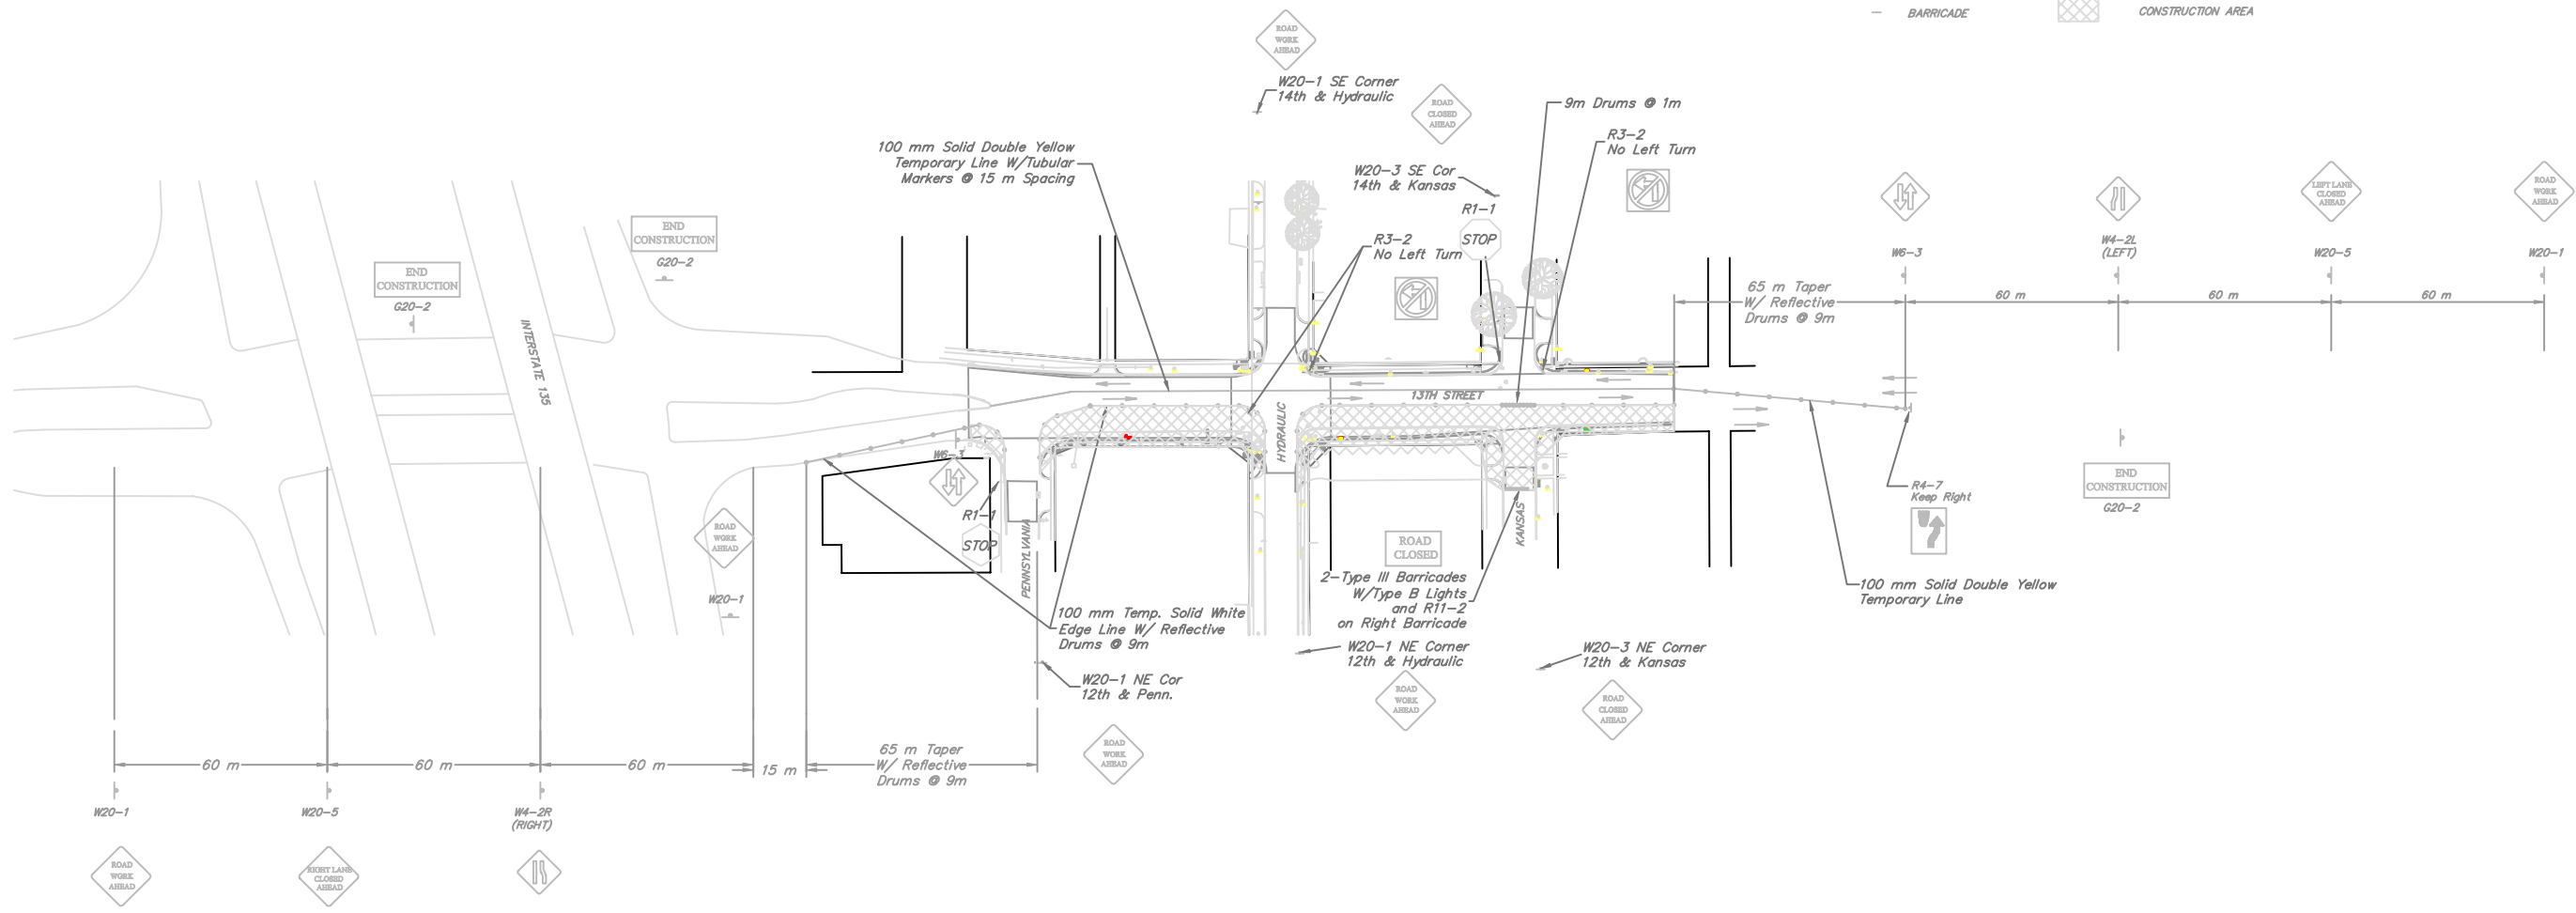 BARRICADE
CONSTRUCTION AREA
ROAD
WORK
AHEAD
W20-1 SE Corner
14th & Hydraulic
ROAD
CLOSED
AHEAD
9m Drums @ 1m
R3-2
No Left Turn
100 mm Solid Double Yellow
Temporary Line W/Tubular
Markers @ 15 m Spacing
W20-3 SE Cor
14th & Kansas
R1-1
STOP
R3-2
No Left Turn
LEFT LANE
CLOSED
AHEAD
ROAD
WORK
AHEAD
W6-3
W4-2L
(LEFT)
W20-5
W20-1
END
CONSTRUCTION
G20-2
END
CONSTRUCTION
G20-2
INTERSTATE 135
65 m Taper
W/ Reflective
Drums @ 9m
60 m
60 m
60 m
13TH STREET
HYDRAULIC
W6-3
R1-1
STOP
PENNSYLVANIA
KANSAS
ROAD
WORK
AHEAD
W20-1
ROAD
CLOSED
2-Type III Barricades
W/Type B Lights
and R11-2
on Right Barricade
R4-7
Keep Right
END
CONSTRUCTION
G20-2
100 mm Solid Double Yellow
Temporary Line
100 mm Temp. Solid White
Edge Line W/ Reflective
Drums @ 9m
W20-1 NE Corner
12th & Hydraulic
W20-3 NE Corner
12th & Kansas
W20-1 NE Cor
12th & Penn.
ROAD
WORK
AHEAD
ROAD
CLOSED
AHEAD
ROAD
WORK
AHEAD
60 m
60 m
60 m
15 m
65 m Taper
W/ Reflective
Drums @ 9m
W20-1
W20-5
W4-2R
(RIGHT)
ROAD
WORK
AHEAD
RIGHT LANE
CLOSED
AHEAD